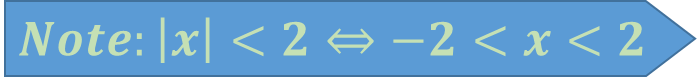 Note: |x| < 2 ⇔ −2 < x < 2